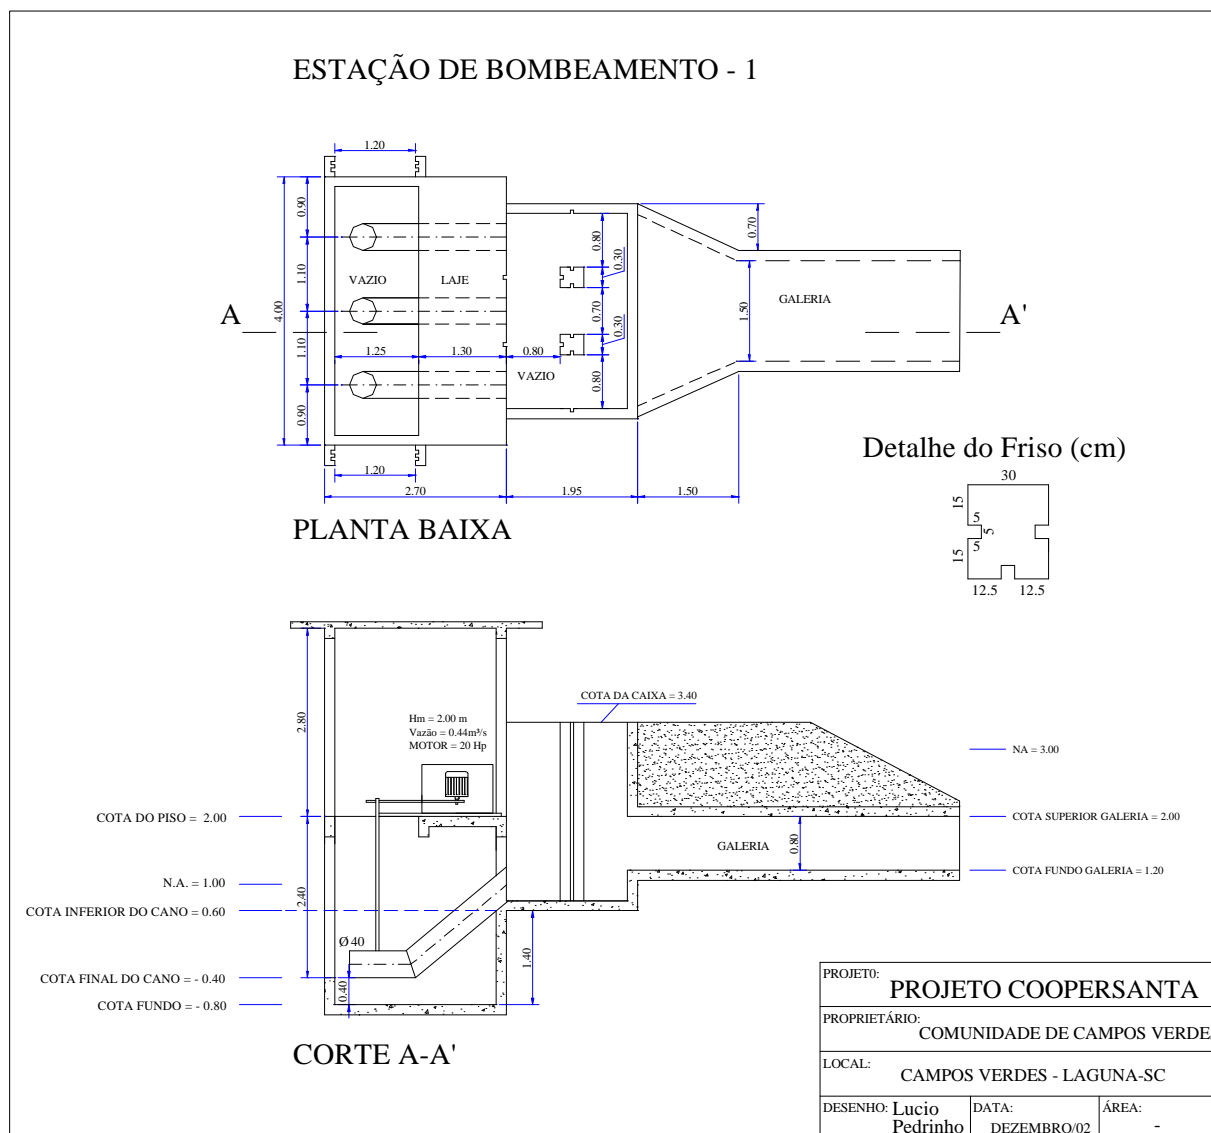 ESTAÇÃO DE BOMBEAMENTO - 1
1.20
0.90
0.70
0.80
0.30
1.10
VAZIO
LAJE
4.00
0.70
1.50
GALERIA
A
A'
0.30
1.10
1.25
1.30
0.80
VAZIO
0.80
0.90
1.20
2.70
1.95
1.50
PLANTA BAIXA
Detalhe do Friso (cm)
30
15
5
5
5
15
12.5
12.5
COTA DA CAIXA = 3.40
2.80
Hm = 2.00 m
Vazão = 0.44m³/s
MOTOR = 20 Hp
NA = 3.00
COTA DO PISO = 2.00
COTA SUPERIOR GALERIA = 2.00
GALERIA
0.80
COTA FUNDO GALERIA = 1.20
N.A. = 1.00
2.40
COTA INFERIOR DO CANO = 0.60
Ø 40
1.40
COTA FINAL DO CANO = - 0.40
0.40
COTA FUNDO = - 0.80
CORTE A-A'
PROJET0:
PROJETO COOPERSANTA
PROPRIETÁRIO:
COMUNIDADE DE CAMPOS VERDE
LOCAL:
CAMPOS VERDES - LAGUNA-SC
DESENHO: Lucio
Pedrinho
DATA:
DEZEMBRO/02
ÁREA:
-